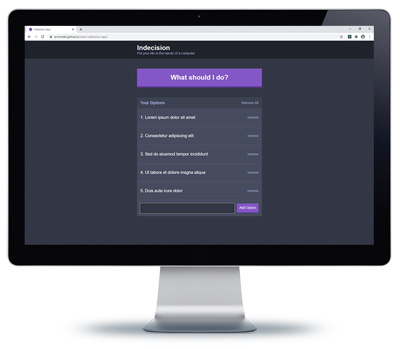 Indecision App
Indecision
Put your life in the hands of a computer
What should I do?
Your Options
Remove All
1. Lorem ipsum dolor sit amet
remove
2. Consectetur adipiscing elit
remove
3. Sed do eiusmod tempor incididunt
remove
4. Ut labore et dolore magna aliqua
remove
5. Duis aute irure dolor
remove
Add Option